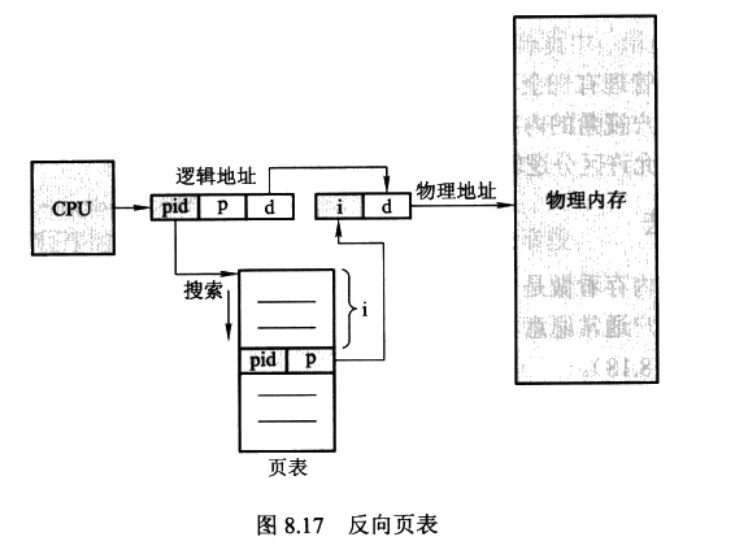 逻辑地址
物理地址
CPU
pid p d
i d
物理内存
搜索
i
pid p
页表
图 8.17 反向页表